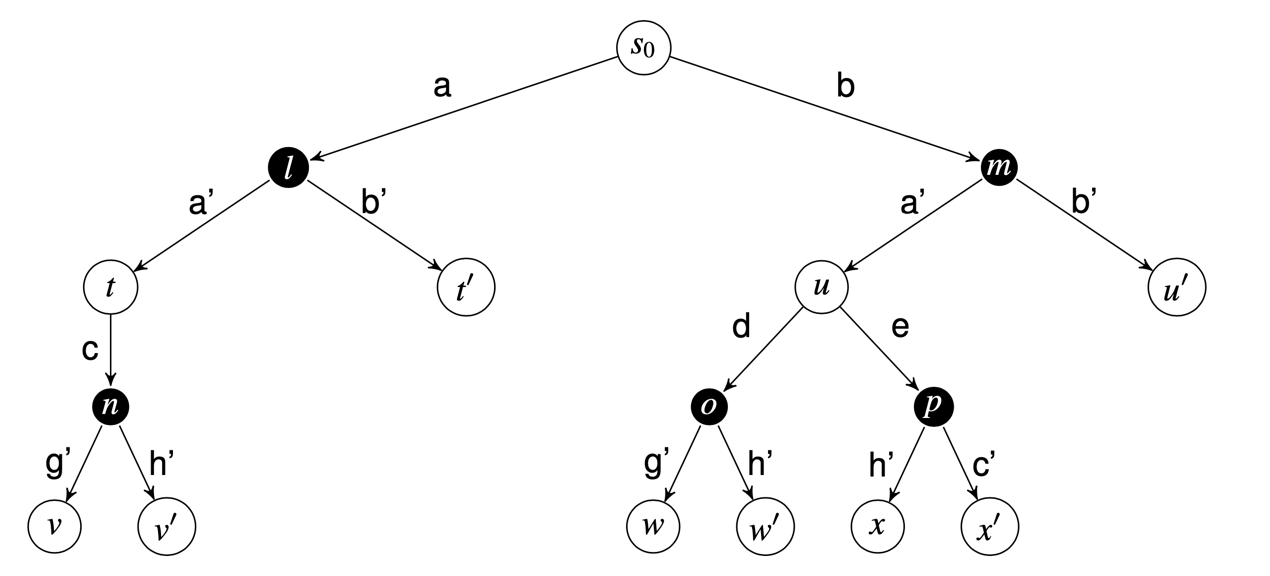 s0
a b
l m
a’ b’ a’ b’
t t′ u u′
c d e
n o p
g’ h’ g’ h’ h’ c’
v v′ w w′ x x′